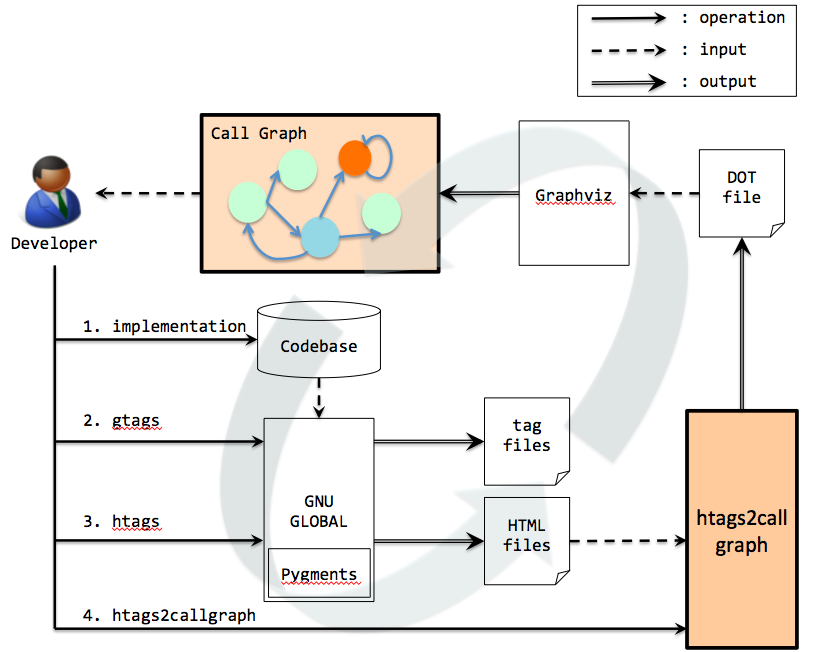 : operation
: input
: output
Call Graph
Graphviz
DOT
file
Developer
1. implementation
Codebase
2. gtags
tag
files
GNU
GLOBAL
3. htags
HTML
files
htags2call
graph
Pygments
4. htags2callgraph